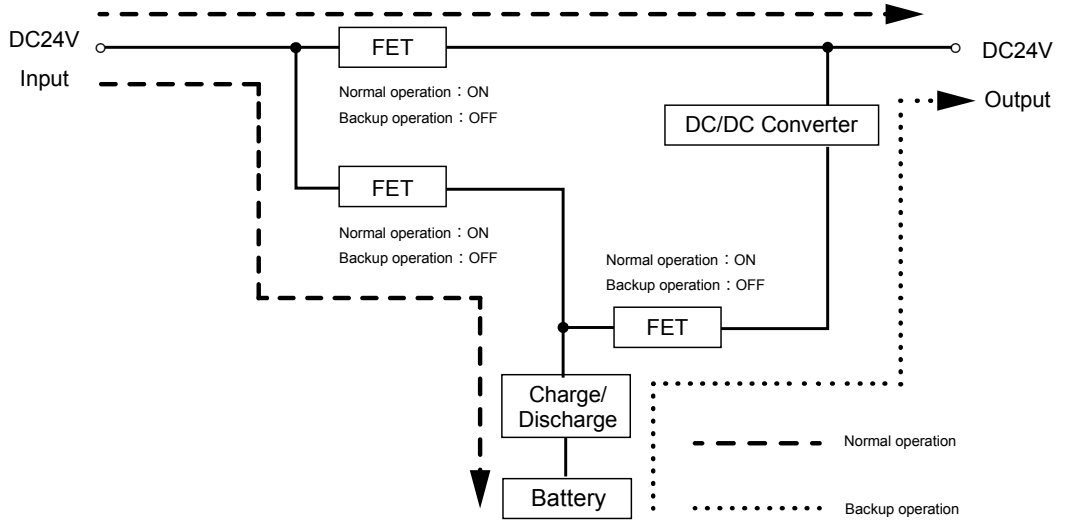 DC24V
Input
FET
Normal operation：ON
Backup operation：OFF
DC24V
Output
DC/DC Converter
FET
Normal operation：ON
Backup operation：OFF
Normal operation：ON
Backup operation：OFF
FET
Charge/
Discharge
Battery
Normal operation
Backup operation